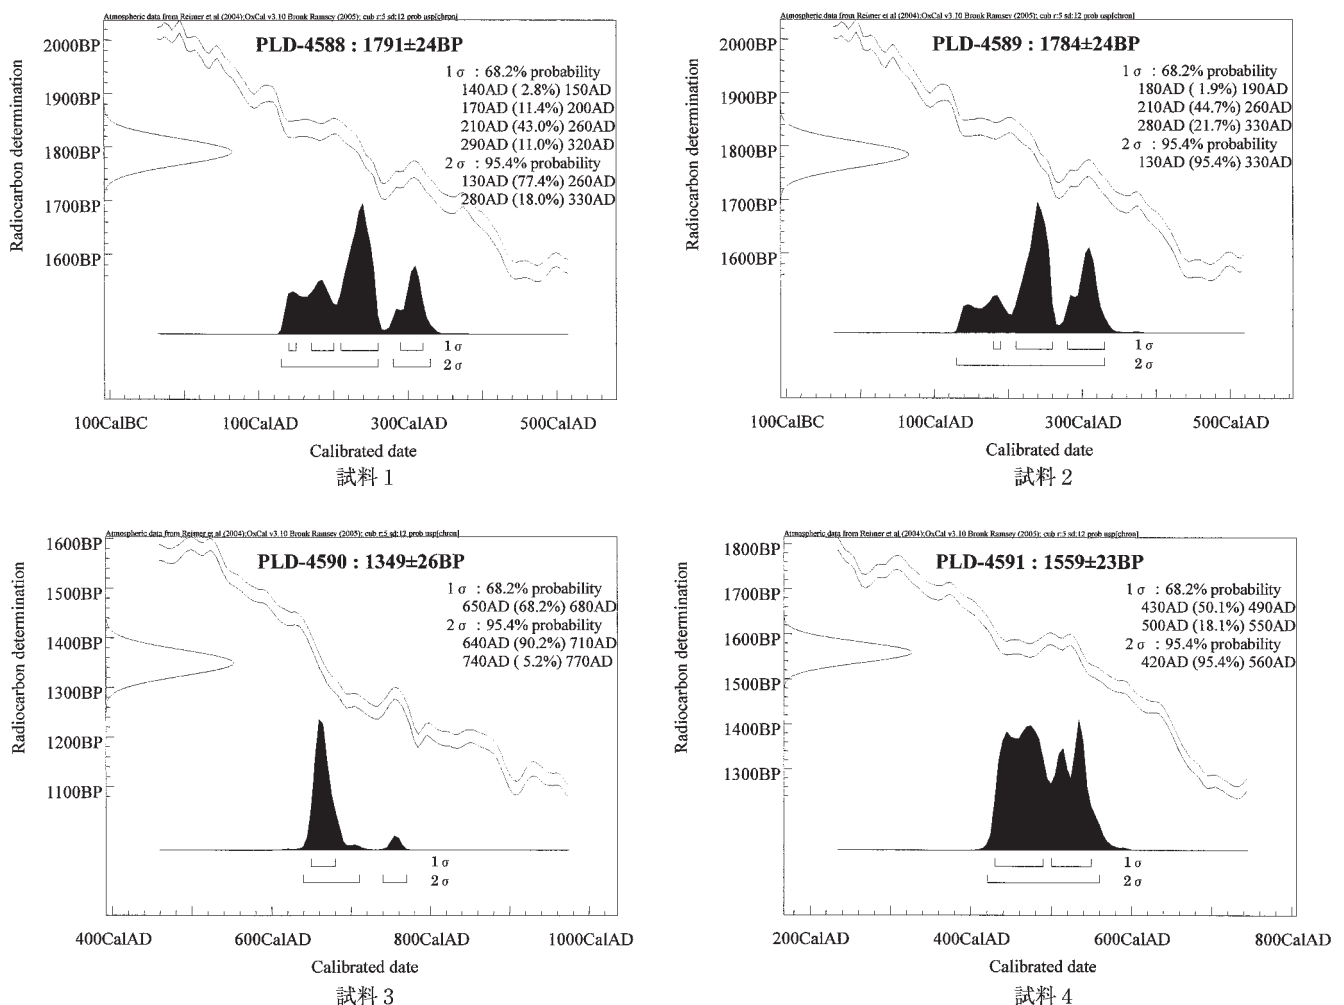 Atmospheric data from Reimer et al (2004);OxCal v3.10 Bronk Ramsey (2005); cub r:5 sd:12 prob usp[chron]
PLD-4588 : 1791±24BP
1 σ : 68.2% probability
140AD ( 2.8%) 150AD
170AD (11.4%) 200AD
210AD (43.0%) 260AD
290AD (11.0%) 320AD
2 σ : 95.4% probability
130AD (77.4%) 260AD
280AD (18.0%) 330AD
Radiocarbon determination
2000BP
1900BP
1800BP
1700BP
1600BP
1 σ
2 σ
100CalBC 100CalAD 300CalAD 500CalAD
Calibrated date
試料1
Atmospheric data from Reimer et al (2004);OxCal v3.10 Bronk Ramsey (2005); cub r:5 sd:12 prob usp[chron]
PLD-4589 : 1784±24BP
1 σ : 68.2% probability
180AD ( 1.9%) 190AD
210AD (44.7%) 260AD
280AD (21.7%) 330AD
2 σ : 95.4% probability
130AD (95.4%) 330AD
Radiocarbon determination
2000BP
1900BP
1800BP
1700BP
1600BP
1 σ
2 σ
100CalBC 100CalAD 300CalAD 500CalAD
Calibrated date
試料2
Atmospheric data from Reimer et al (2004);OxCal v3.10 Bronk Ramsey (2005); cub r:5 sd:12 prob usp[chron]
PLD-4590 : 1349±26BP
1 σ : 68.2% probability
650AD (68.2%) 680AD
2 σ : 95.4% probability
640AD (90.2%) 710AD
740AD ( 5.2%) 770AD
Radiocarbon determination
1600BP
1500BP
1400BP
1300BP
1200BP
1100BP
1 σ
2 σ
400CalAD 600CalAD 800CalAD 1000CalAD
Calibrated date
試料3
Atmospheric data from Reimer et al (2004);OxCal v3.10 Bronk Ramsey (2005); cub r:5 sd:12 prob usp[chron]
PLD-4591 : 1559±23BP
1 σ : 68.2% probability
430AD (50.1%) 490AD
500AD (18.1%) 550AD
2 σ : 95.4% probability
420AD (95.4%) 560AD
Radiocarbon determination
1800BP
1700BP
1600BP
1500BP
1400BP
1300BP
1 σ
2 σ
200CalAD 400CalAD 600CalAD 800CalAD
Calibrated date
試料4